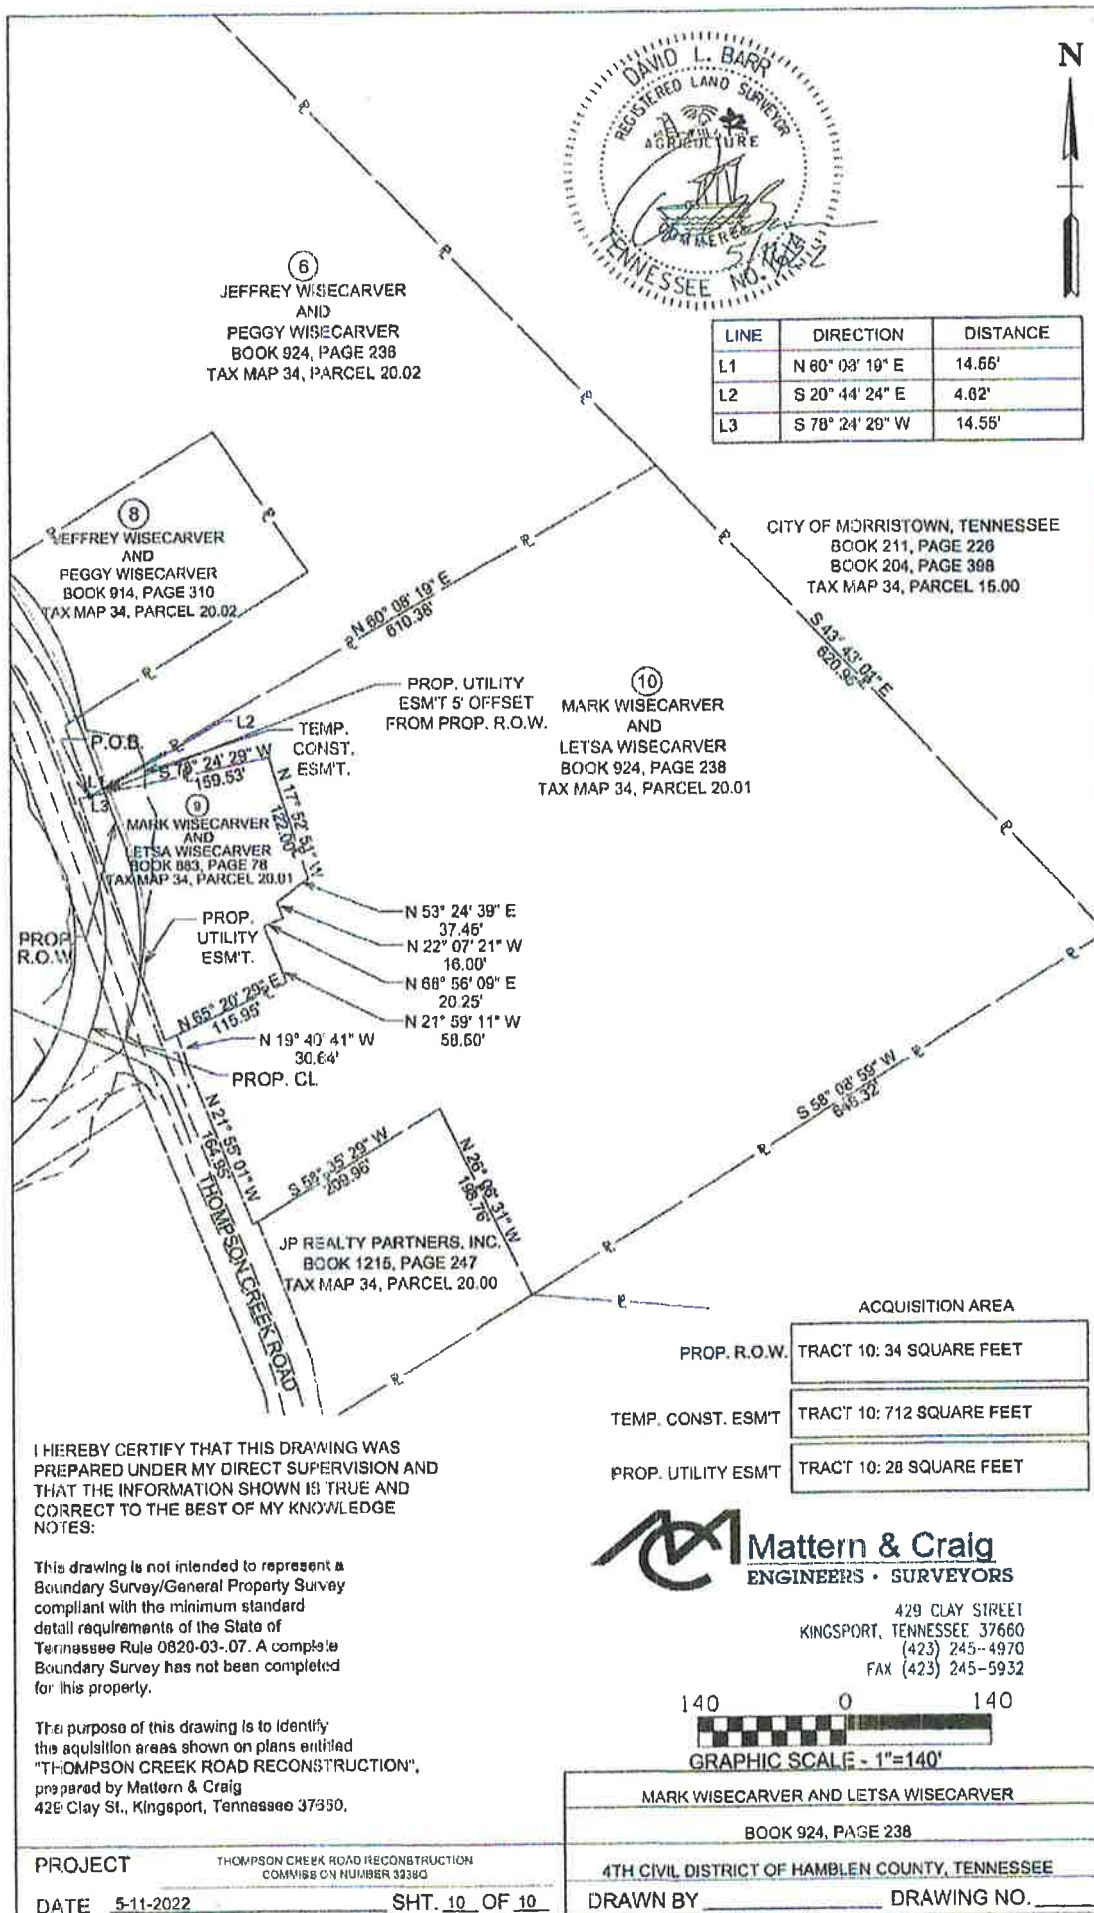 DAVID L. BARR
REGISTERED LAND SURVEYOR
AGRICULTURE
COMMERCE
TENNESSEE NO.
N
LINE DIRECTION DISTANCE
L1 N 60° 08' 19" E 14.55'
L2 S 20° 44' 24" E 4.62'
L3 S 78° 24' 29" W 14.55'
6
JEFFREY WISECARVER
AND
PEGGY WISECARVER
BOOK 924, PAGE 238
TAX MAP 34, PARCEL 20.02
8
JEFFREY WISECARVER
AND
PEGGY WISECARVER
BOOK 914, PAGE 310
TAX MAP 34, PARCEL 20.02
CITY OF MORRISTOWN, TENNESSEE
BOOK 211, PAGE 226
BOOK 204, PAGE 398
TAX MAP 34, PARCEL 15.00
N 60° 08' 19" E
610.38'
S 43° 43' 01" E
620.95'
10
MARK WISECARVER
AND
LETSA WISECARVER
BOOK 924, PAGE 238
TAX MAP 34, PARCEL 20.01
PROP. UTILITY
ESM'T 5' OFFSET
FROM PROP. R.O.W.
L2
TEMP.
CONST.
ESM'T.
P.O.B.
L1
L3
S 78° 24' 29" W
159.53'
N 17° 52' 51" W
122.00'
9
MARK WISECARVER
AND
LETSA WISECARVER
BOOK 883, PAGE 78
TAX MAP 34, PARCEL 20.01
PROP.
R.O.W
PROP.
UTILITY
ESM'T.
N 53° 24' 39" E
37.45'
N 22° 07' 21" W
16.00'
N 68° 56' 09" E
20.25'
N 21° 59' 11" W
58.60'
N 65° 20' 29" E
115.95'
N 19° 40' 41" W
30.64'
PROP. CL
N 21° 55' 01" W
164.95'
S 58° 35' 29" W
209.96'
N 26° 06' 31" W
198.76'
S 58° 08' 59" W
646.32'
JP REALTY PARTNERS, INC.
BOOK 1215, PAGE 247
TAX MAP 34, PARCEL 20.00
THOMPSON CREEK ROAD
ACQUISITION AREA
PROP. R.O.W. TRACT 10: 34 SQUARE FEET
TEMP. CONST. ESM'T TRACT 10: 712 SQUARE FEET
PROP. UTILITY ESM'T TRACT 10: 28 SQUARE FEET
I HEREBY CERTIFY THAT THIS DRAWING WAS
PREPARED UNDER MY DIRECT SUPERVISION AND
THAT THE INFORMATION SHOWN IS TRUE AND
CORRECT TO THE BEST OF MY KNOWLEDGE
NOTES:
This drawing is not intended to represent a
Boundary Survey/General Property Survey
compliant with the minimum standard
detail requirements of the State of
Tennessee Rule 0820-03-.07. A complete
Boundary Survey has not been completed
for this property.
The purpose of this drawing is to identify
the aquisition areas shown on plans entitled
"THOMPSON CREEK ROAD RECONSTRUCTION",
prepared by Mattern & Craig
429 Clay St., Kingsport, Tennessee 37660.
Mattern & Craig
ENGINEERS • SURVEYORS
429 CLAY STREET
KINGSPORT, TENNESSEE 37660
(423) 245-4970
FAX (423) 245-5932
140 0 140
GRAPHIC SCALE - 1"=140'
MARK WISECARVER AND LETSA WISECARVER
BOOK 924, PAGE 238
4TH CIVIL DISTRICT OF HAMBLEN COUNTY, TENNESSEE
DRAWN BY DRAWING NO.
PROJECT THOMPSON CREEK ROAD RECONSTRUCTION
COMMISSION NUMBER
DATE 5-11-2022 SHT. 10 OF 10